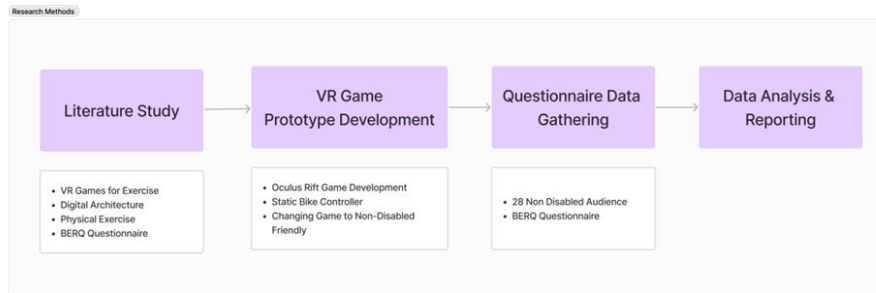 Research Methods
Literature Study
VR Game
Prototype Development
Questionnaire Data
Gathering
Data Analysis &
Reporting
• VR Games for Exercise
• Digital Architecture
• Physical Exercise
• BERQ Questionnaire
• Oculus Rift Game Development
• Static Bike Controller
• Changing Game to Non-Disabled
Friendly
• 28 Non Disabled Audience
• BERQ Questionnaire